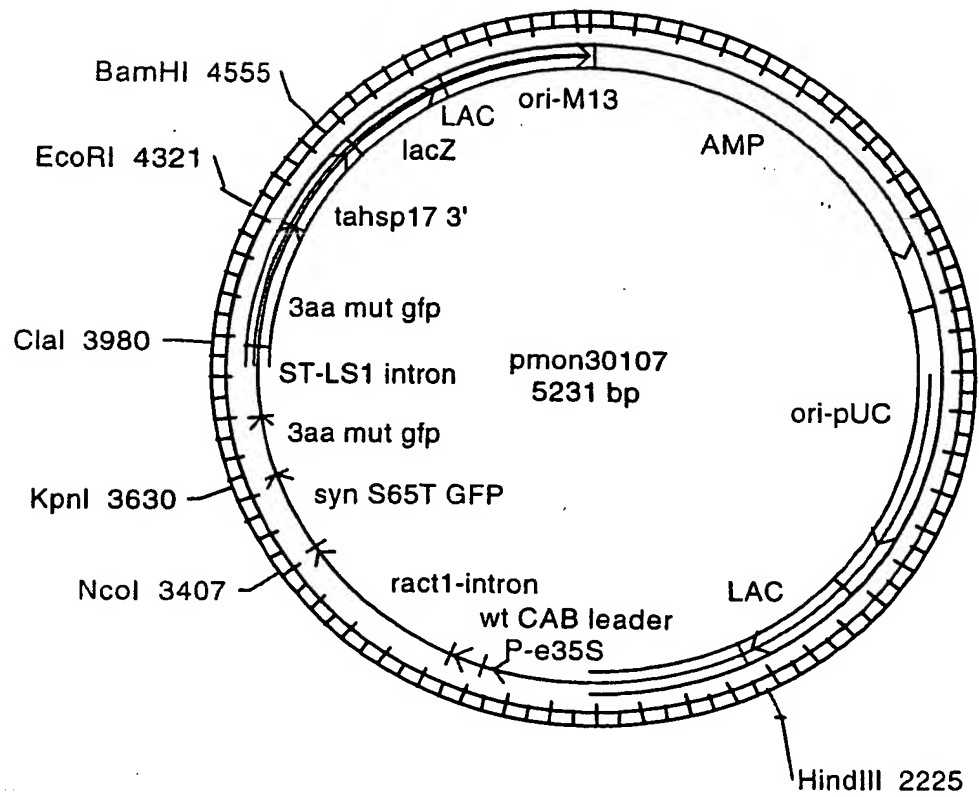 BamHI 4555
EcoRI 4321
ClaI 3980
KpnI 3630
NcoI 3407
HindIII 2225
ori-M13
LAC
lacZ
AMP
tahsp17 3'
3aa mut gfp
ST-LS1 intron
3aa mut gfp
syn S65T GFP
pmon30107
5231 bp
ori-pUC
ract1-intron
LAC
wt CAB leader
P-e35S